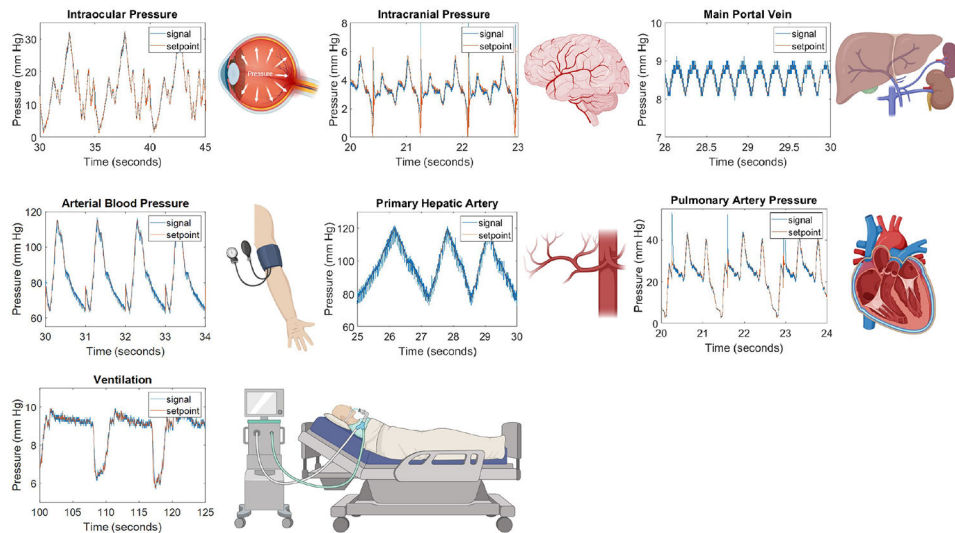 Intraocular Pressure
signal
setpoint
Pressure (mm Hg)
30
20
10
0
30
35
40
45
Time (seconds)
Pressure
Intracranial Pressure
signal
setpoint
Pressure (mm Hg)
8
6
4
2
0
20
21
22
23
Time (seconds)
Main Portal Vein
signal
setpoint
Pressure (mm Hg)
10
9
8
7
28
28.5
29
29.5
30
Time (seconds)
Arterial Blood Pressure
signal
setpoint
Pressure (mm Hg)
120
100
80
60
30
31
32
33
34
Time (seconds)
Primary Hepatic Artery
signal
setpoint
Pressure (mm Hg)
120
100
80
60
25
26
27
28
29
30
Time (seconds)
Pulmonary Artery Pressure
signal
setpoint
Pressure (mm Hg)
40
20
0
20
21
22
23
24
Time (seconds)
Ventilation
signal
setpoint
Pressure (mm Hg)
10
8
6
100
105
110
115
120
125
Time (seconds)